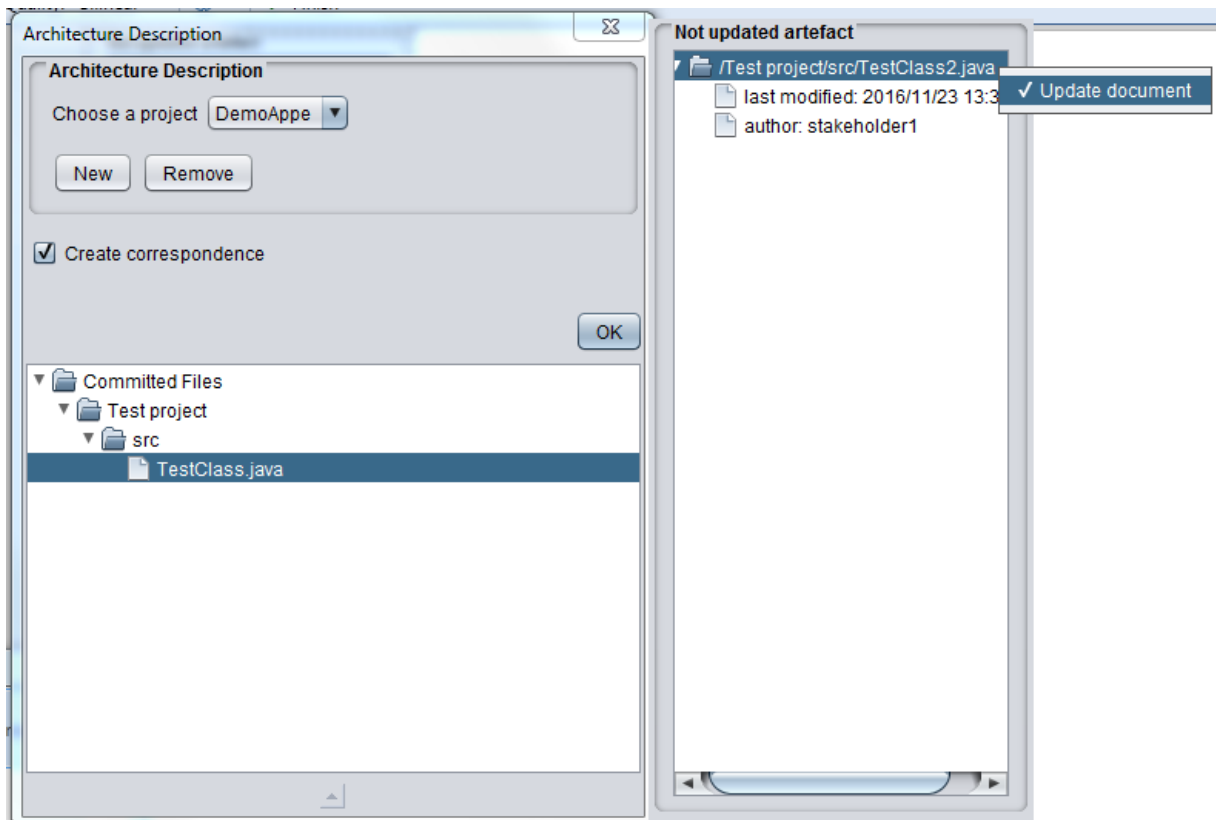 Architecture Description
Architecture Description
Choose a project DemoAppe
New Remove
Create correspondence
OK
Committed Files
Test project
src
TestClass.java
Not updated artefact
/Test project/src/TestClass2.java
last modified: 2016/11/23 13:3
author: stakeholder1
✓ Update document